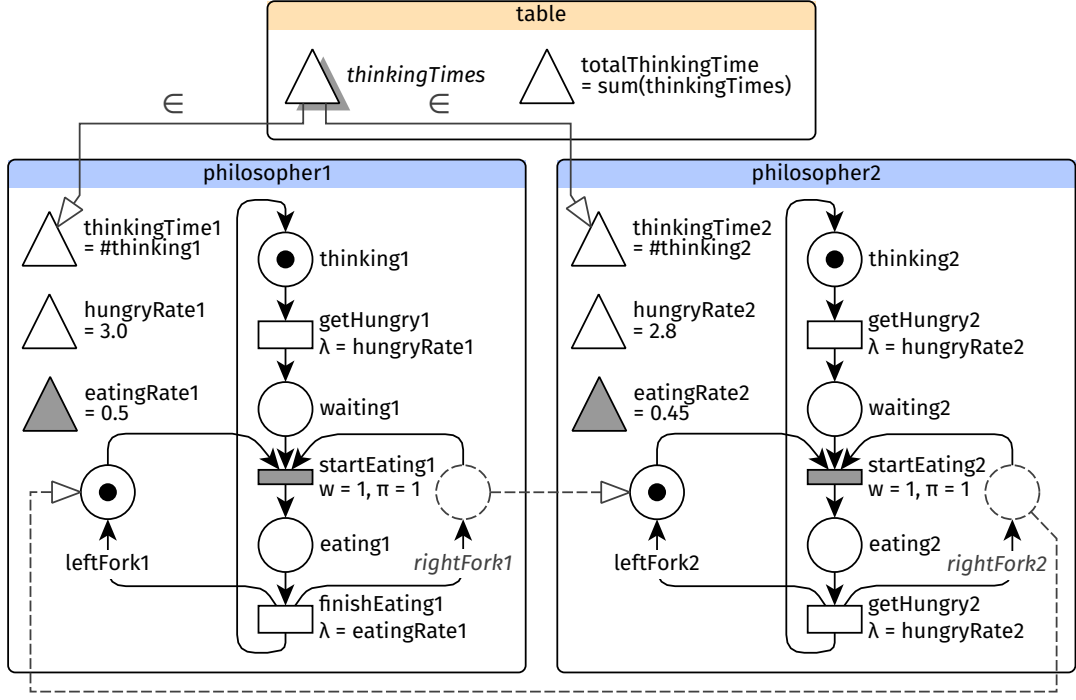 table
thinkingTimes
totalThinkingTime
= sum(thinkingTimes)
∈
∈
philosopher1
thinkingTime1
= #thinking1
thinking1
hungryRate1
= 3.0
getHungry1
λ = hungryRate1
eatingRate1
= 0.5
waiting1
startEating1
w = 1, π = 1
eating1
leftFork1
rightFork1
finishEating1
λ = eatingRate1
philosopher2
thinkingTime2
= #thinking2
thinking2
hungryRate2
= 2.8
getHungry2
λ = hungryRate2
eatingRate2
= 0.45
waiting2
startEating2
w = 1, π = 1
eating2
leftFork2
rightFork2
getHungry2
λ = hungryRate2